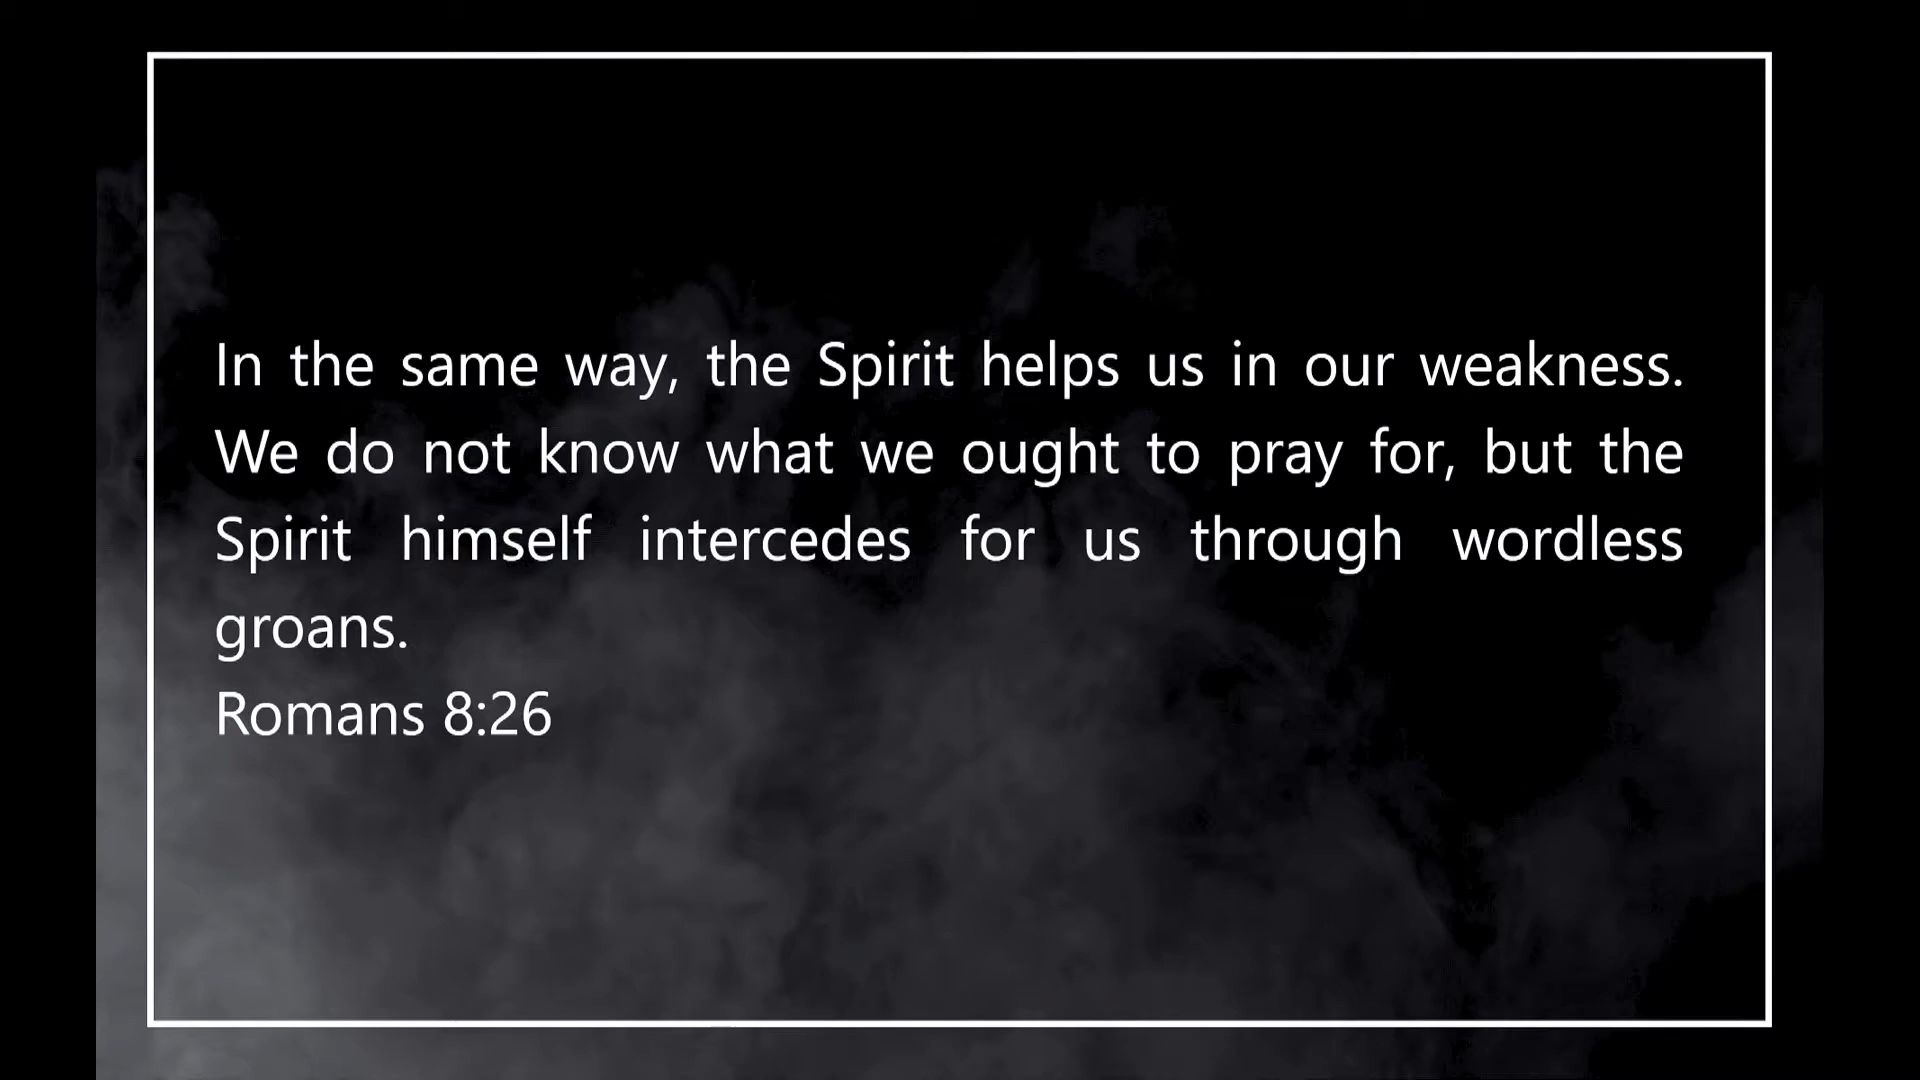 In the same way, the Spirit helps us in our weakness.
We do not know what we ought to pray for, but the
Spirit himself intercedes for us through wordless
groans.
Romans 8:26